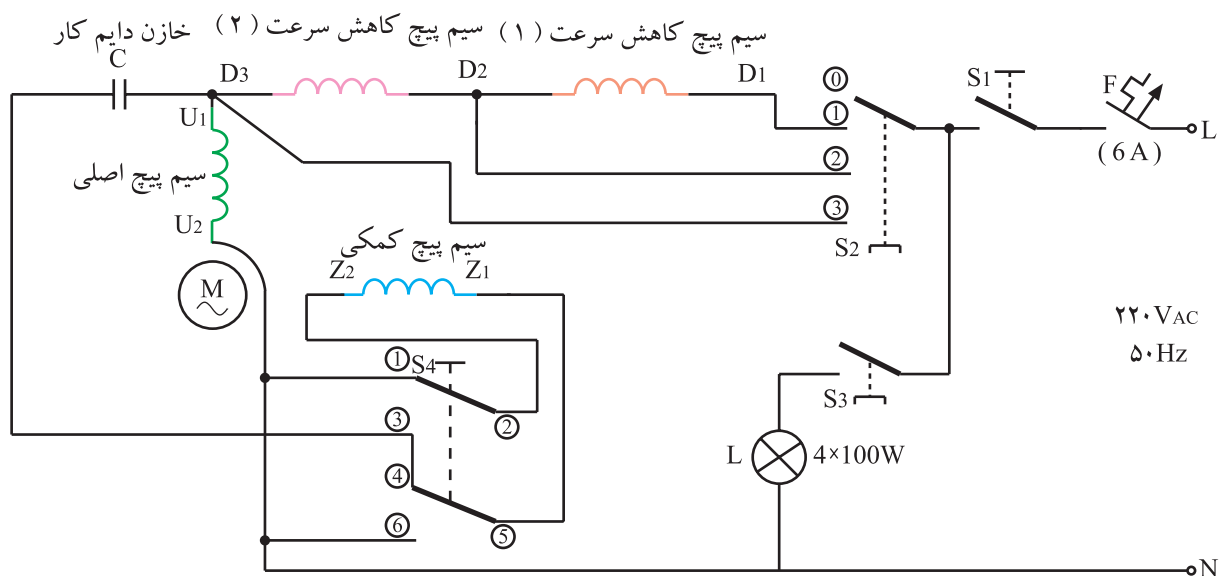 سیم پیچ کاهش سرعت (۱)
سیم پیچ کاهش سرعت (۲)
خازن دایم کار
C
D3
D2
D1
⓪
S1
F
①
L
(6A)
U1
②
سیم پیچ اصلی
③
U2
S2
سیم پیچ کمکی
Z2
Z1
M
۲۲۰VAC
۵۰Hz
① S4
S3
③
②
L
4×100W
④
⑥
⑤
N